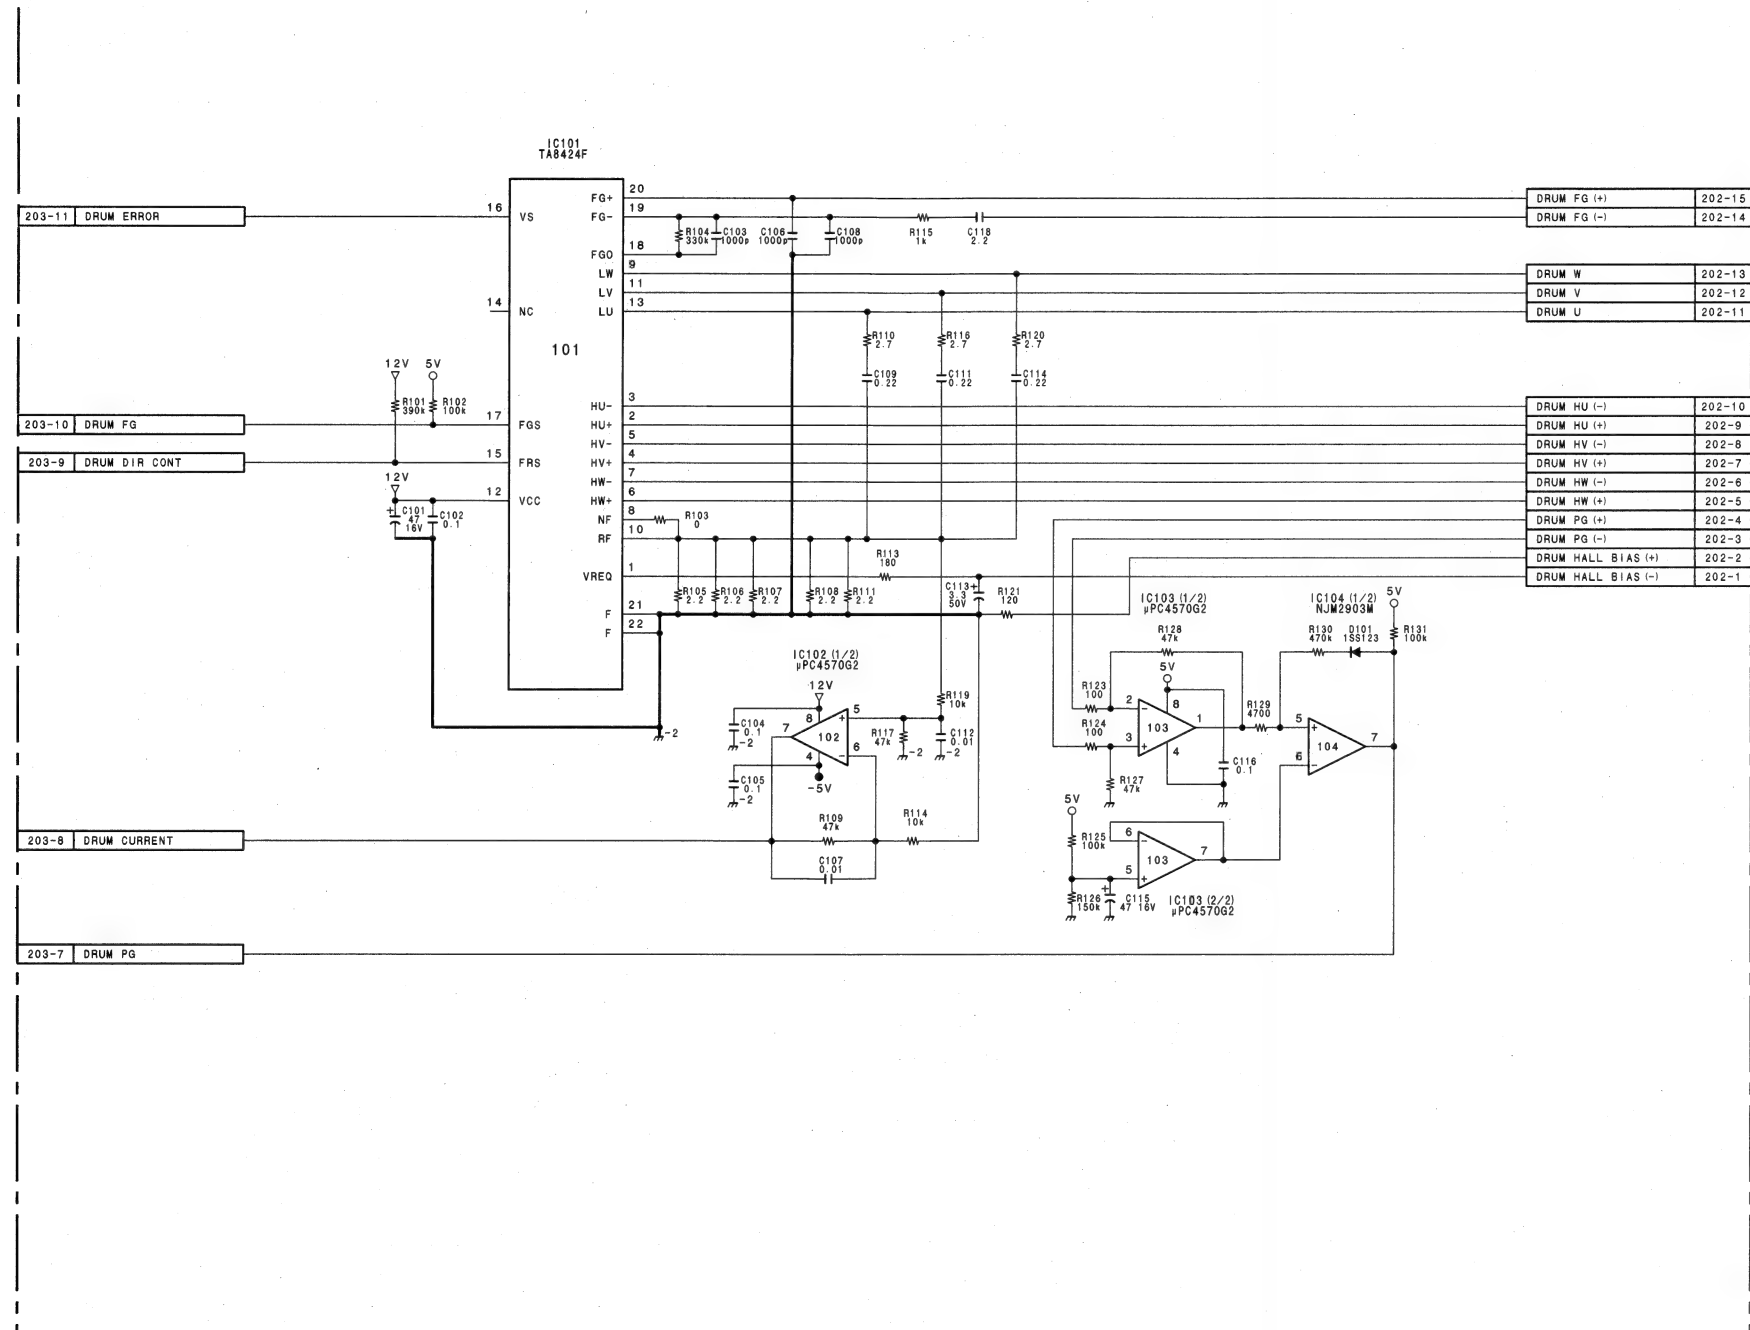 IC101
TA8424F
203-11 DRUM ERROR
16 VS
14 NC
101
12V 5V
R101
390k
R102
100k
203-10 DRUM FG
17 FGS
203-9 DRUM DIR CONT
15 FRS
12V
12 VCC
+ C101
47
16V
C102
0.1
FG+ 20
FG- 19
FGO 18
LW 9
LV 11
LU 13
HU- 3
HU+ 2
HV- 5
HV+ 4
HW- 7
HW+ 6
NF 8
RF 10
VREQ 1
F 21
F 22
-2
R104
330k
C103
1000p
C106
1000p
C108
1000p
R115
1k
C118
2.2
R110
2.7
R116
2.7
R120
2.7
C109
0.22
C111
0.22
C114
0.22
R103
0
R113
180
R105
2.2
R106
2.2
R107
2.2
R108
2.2
R111
2.2
C113 +
3.3
50V
R121
120
DRUM FG (+) 202-15
DRUM FG (-) 202-14
DRUM W 202-13
DRUM V 202-12
DRUM U 202-11
DRUM HU (-) 202-10
DRUM HU (+) 202-9
DRUM HV (-) 202-8
DRUM HV (+) 202-7
DRUM HW (-) 202-6
DRUM HW (+) 202-5
DRUM PG (+) 202-4
DRUM PG (-) 202-3
DRUM HALL BIAS (+) 202-2
DRUM HALL BIAS (-) 202-1
IC102 (1/2)
μPC4570G2
12V
C104
0.1
-2
7 8 102 + 5
4 - 6
C105
0.1
-2
-5V
R117
47k
-2
R119
10k
C112
0.01
-2
R109
47k
R114
10k
C107
0.01
203-8 DRUM CURRENT
203-7 DRUM PG
IC103 (1/2)
μPC4570G2
R128
47k
5V
R123
100
R124
100
2 - 8
103 1
3 + 4
R127
47k
C116
0.1
R129
4700
IC104 (1/2)
NJM2903M
5V
R130
470k
D101
1SS123
R131
100k
5 +
104 7
6 -
5V
R125
100k
R126
150k
+ C115
47 16V
6 -
103 7
5 +
IC103 (2/2)
μPC4570G2